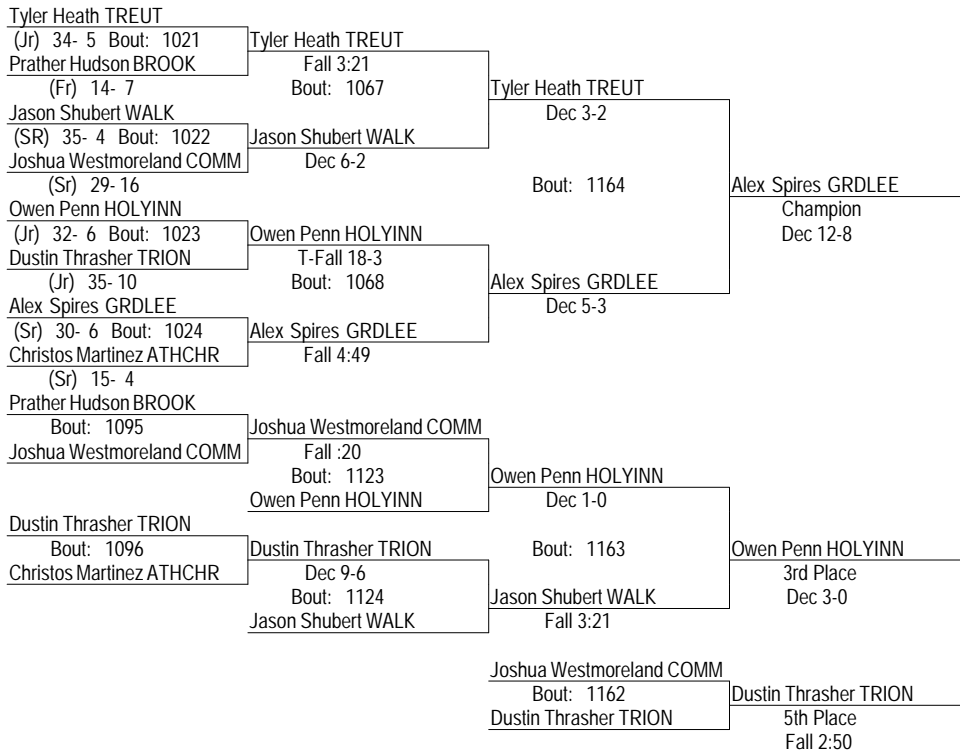 Tyler Heath TREUT
(Jr) 34- 5 Bout: 1021
Tyler Heath TREUT
Prather Hudson BROOK
Fall 3:21
(Fr) 14- 7
Bout: 1067
Tyler Heath TREUT
Jason Shubert WALK
Dec 3-2
(SR) 35- 4 Bout: 1022
Jason Shubert WALK
Joshua Westmoreland COMM
Dec 6-2
(Sr) 29- 16
Bout: 1164
Alex Spires GRDLEE
Owen Penn HOLYINN
Champion
(Jr) 32- 6 Bout: 1023
Owen Penn HOLYINN
Dec 12-8
Dustin Thrasher TRION
T-Fall 18-3
(Jr) 35- 10
Bout: 1068
Alex Spires GRDLEE
Alex Spires GRDLEE
Dec 5-3
(Sr) 30- 6 Bout: 1024
Alex Spires GRDLEE
Christos Martinez ATHCHR
Fall 4:49
(Sr) 15- 4
Prather Hudson BROOK
Bout: 1095
Joshua Westmoreland COMM
Joshua Westmoreland COMM
Fall :20
Bout: 1123
Owen Penn HOLYINN
Owen Penn HOLYINN
Dec 1-0
Dustin Thrasher TRION
Bout: 1096
Dustin Thrasher TRION
Bout: 1163
Owen Penn HOLYINN
Christos Martinez ATHCHR
Dec 9-6
3rd Place
Bout: 1124
Jason Shubert WALK
Dec 3-0
Jason Shubert WALK
Fall 3:21
Joshua Westmoreland COMM
Bout: 1162
Dustin Thrasher TRION
Dustin Thrasher TRION
5th Place
Fall 2:50